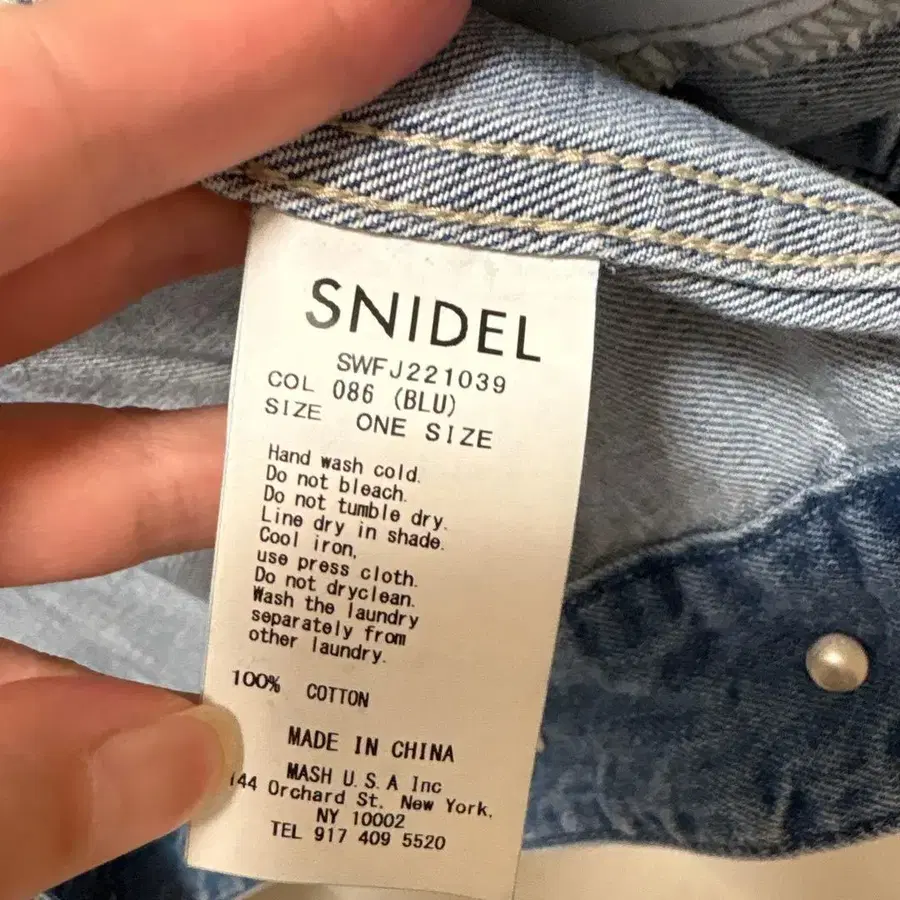 SNIDEL
SWFJ221039
COL 086 (BLU)
SIZE ONE SIZE
Hand wash cold.
Do not bleach.
Do not tumble dry.
Line dry in shade.
Cool iron,
use press cloth.
Do not dryclean.
Wash the laundry
separately from
other laundry.
100% COTTON
MADE IN CHINA
MASH U.S.A Inc
144 Orchard St. New York,
NY 10002
TEL 917 409 5520